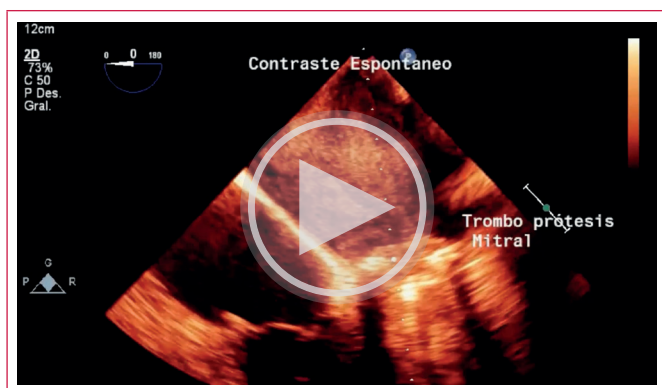 12cm
2D
73%
C 50
P Des.
Gral.
0 0 180
Contraste Espontaneo
Trombo prótesis
Mitral
G
P R